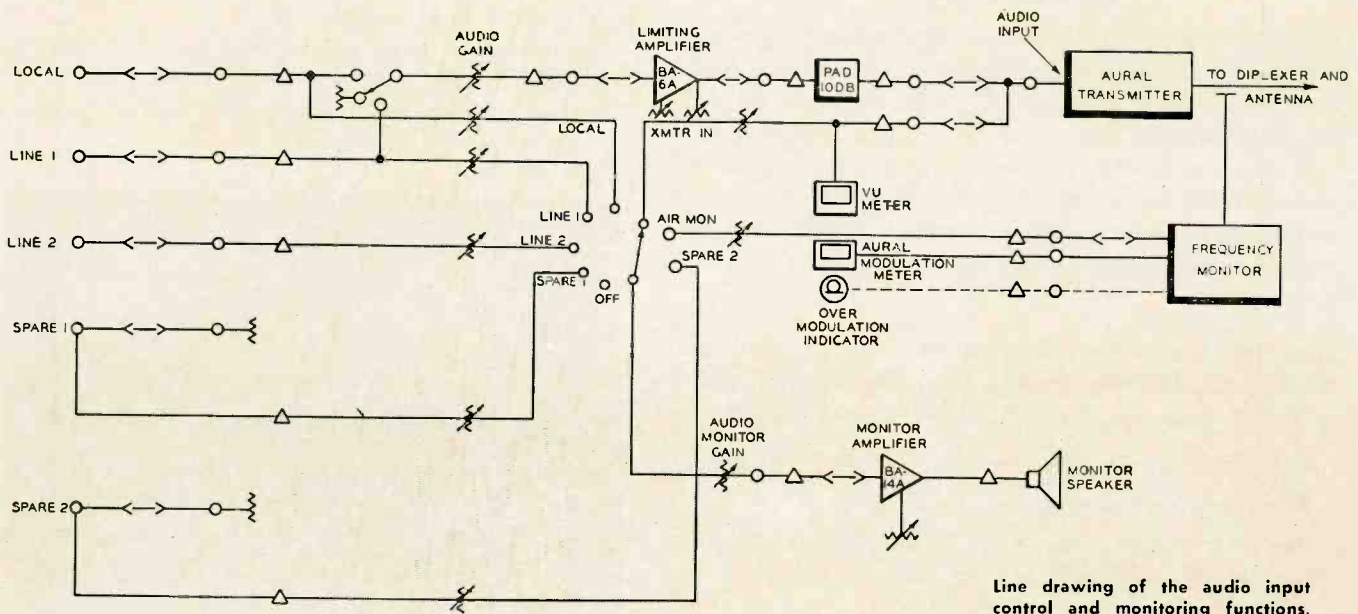 AUDIO
INPUT
LOCAL
AUDIO
GAIN
LIMITING
AMPLIFIER
BA-
6A
PAD
10DB
AURAL
TRANSMITTER
TO DIPLEXER AND
ANTENNA
LOCAL
XMTR IN
LINE 1
VU
METER
LINE 1
AIR MON
LINE 2
LINE 2
SPARE 2
AURAL
MODULATION
METER
FREQUENCY
MONITOR
SPARE 1
OFF
OVER
MODULATION
INDICATOR
SPARE 1
AUDIO
MONITOR
GAIN
MONITOR
AMPLIFIER
BA-
14A
MONITOR
SPEAKER
SPARE 2
Line drawing of the audio input
control and monitoring functions.